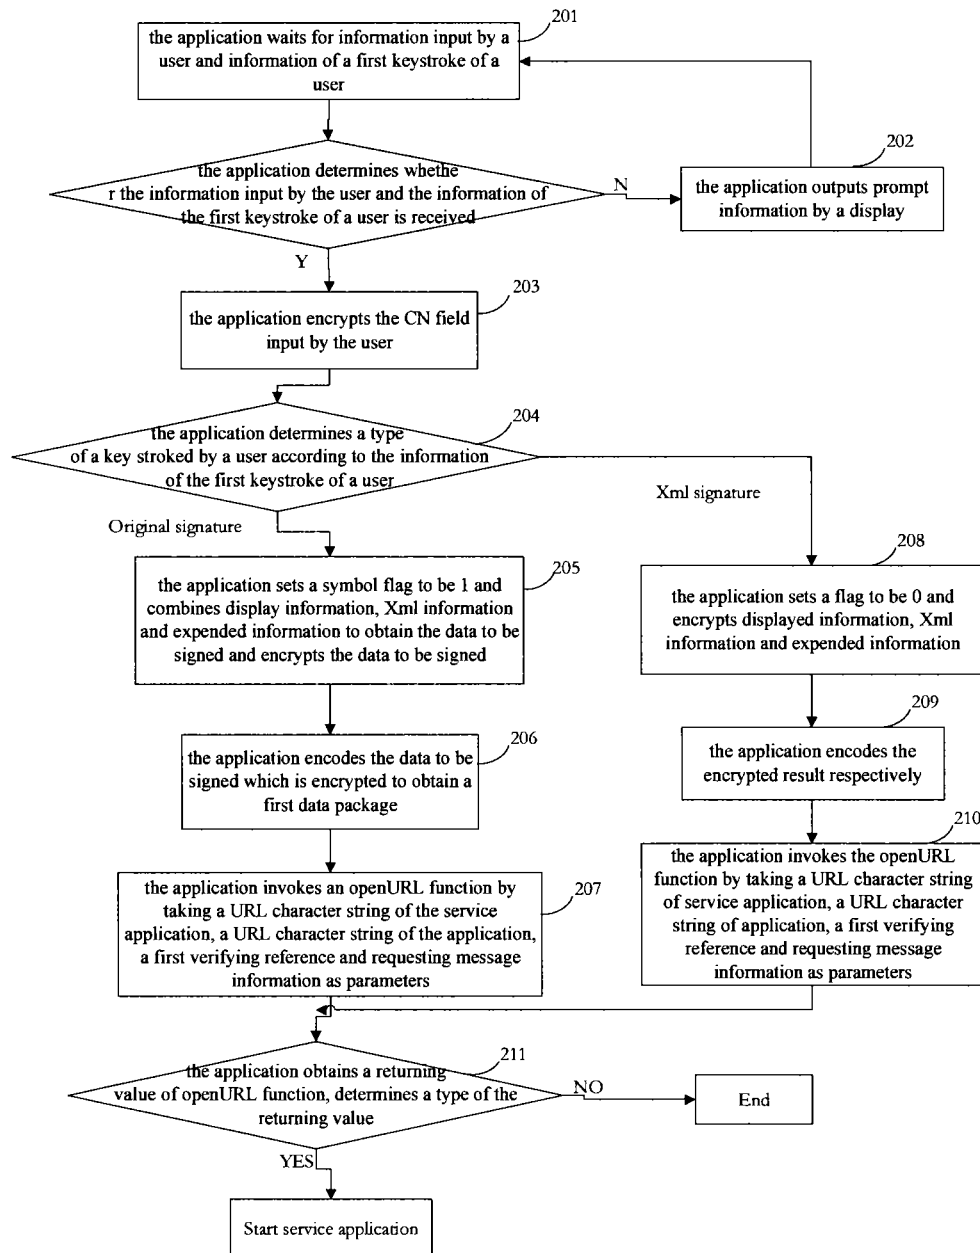 201
the application waits for information input by a
user and information of a first keystroke of a
user
202
the application determines whethe
r the information input by the user and the information of
the first keystroke of a user is received
N
the application outputs prompt
information by a display
Y
203
the application encrypts the CN field
input by the user
204
the application determines a type
of a key stroked by a user according to the information
of the first keystroke of a user
Xml signature
Original signature
205
the application sets a symbol flag to be 1 and
combines display information, Xml information
and expended information to obtain the data to be
signed and encrypts the data to be signed
208
the application sets a flag to be 0 and
encrypts displayed information, Xml
information and expended information
206
the application encodes the data to be
signed which is encrypted to obtain a
first data package
209
the application encodes the
encrypted result respectively
207
the application invokes an openURL function by
taking a URL character string of the service
application, a URL character string of the application,
a first verifying reference and requesting message
information as parameters
210
the application invokes the openURL
function by taking a URL character string
of service application, a URL character
string of application, a first verifying
reference and requesting message
information as parameters
211
the application obtains a returning
value of openURL function, determines a type of the
returning value
NO
End
YES
Start service application